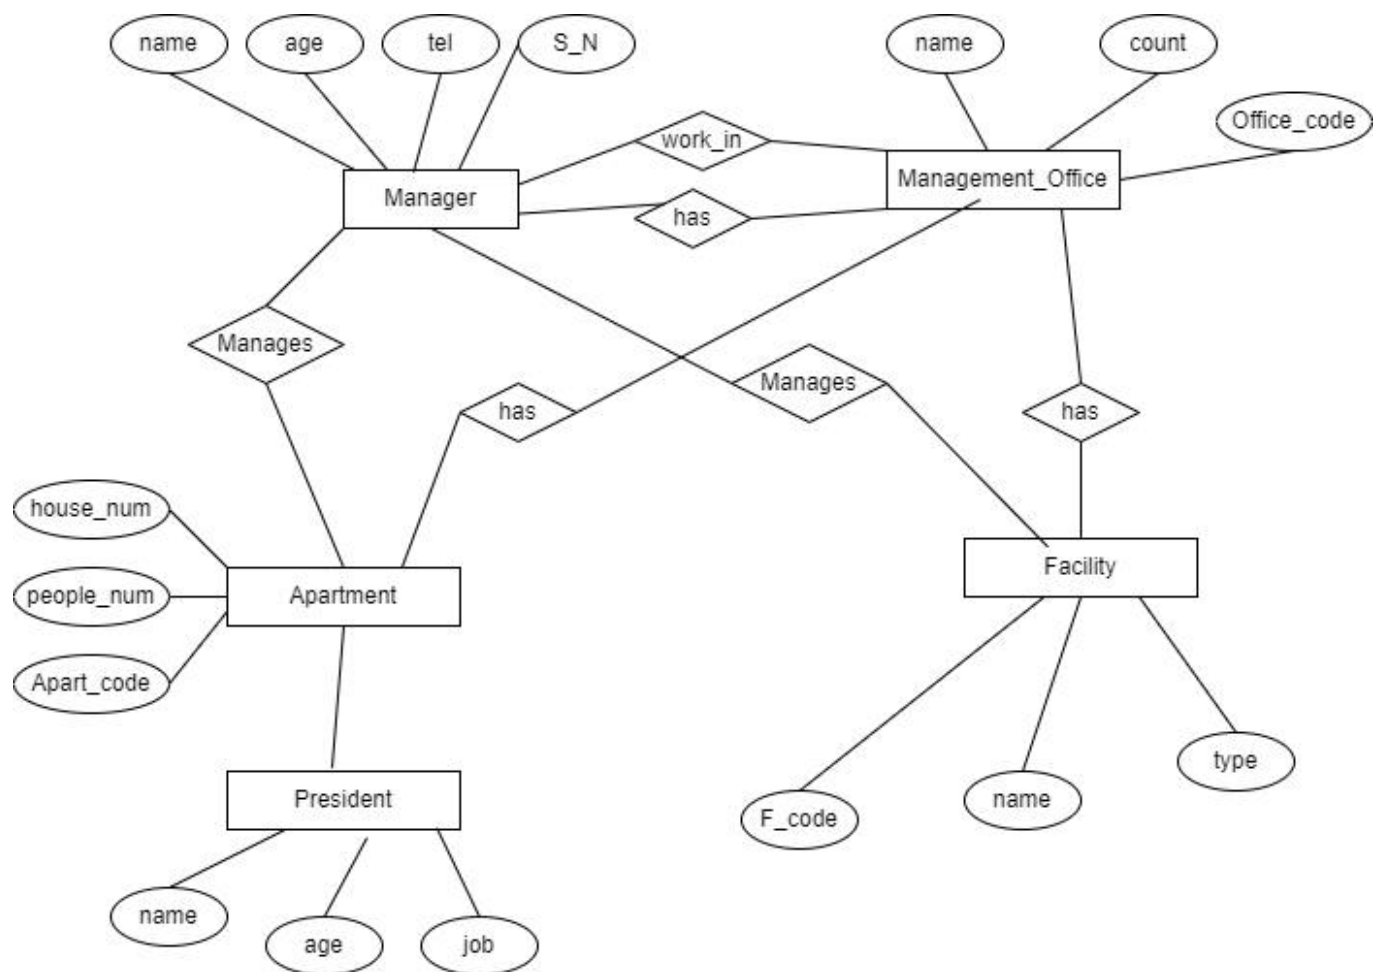 name
age
tel
S_N
name
count
Office_code
work_in
Management_Office
Manager
has
Manages
Manages
has
has
house_num
people_num
Apart_code
Apartment
Facility
President
type
name
F_code
name
age
job